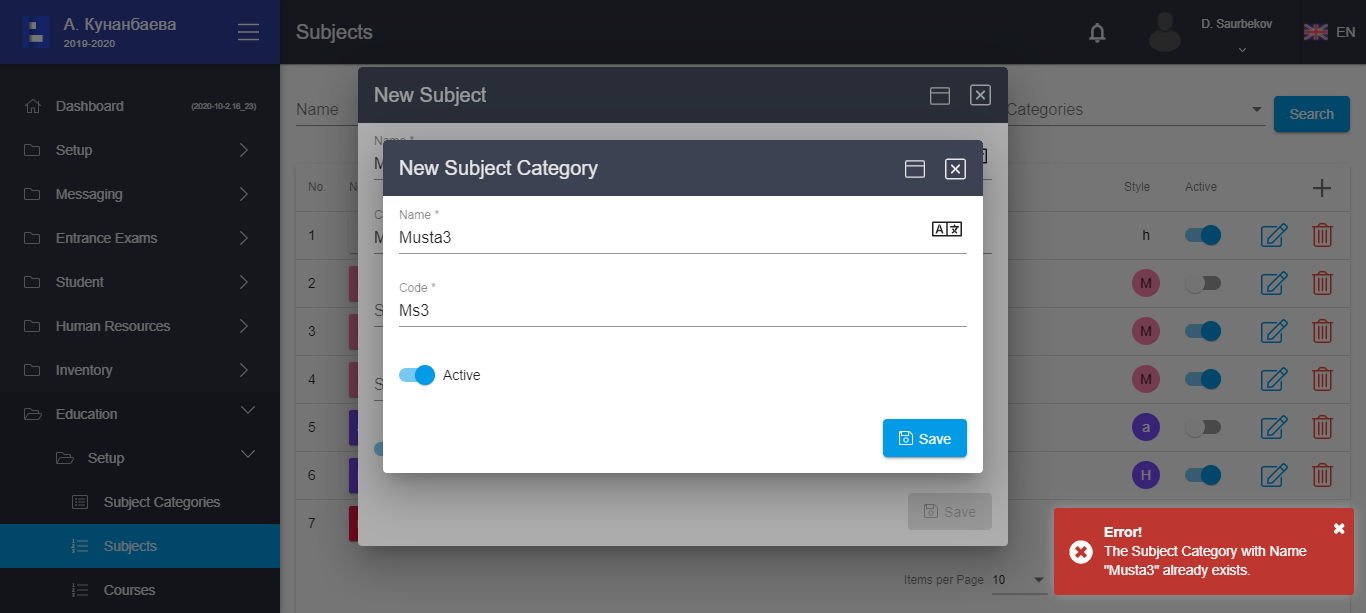 А. Кунанбаева
2019-2020
Subjects
D. Saurbekov
EN
Dashboard (2020-10-2.16_23)
Setup
Messaging
Entrance Exams
Student
Human Resources
Inventory
Education
Setup
Subject Categories
Subjects
Courses
Name
Categories
Search
No.
Style
Active
1
h
2
M
3
M
4
M
5
a
6
H
7
Items per Page 10
New Subject
Save
New Subject Category
Name *
Musta3
Code *
Ms3
Active
Save
Error!
The Subject Category with Name
"Musta3" already exists.